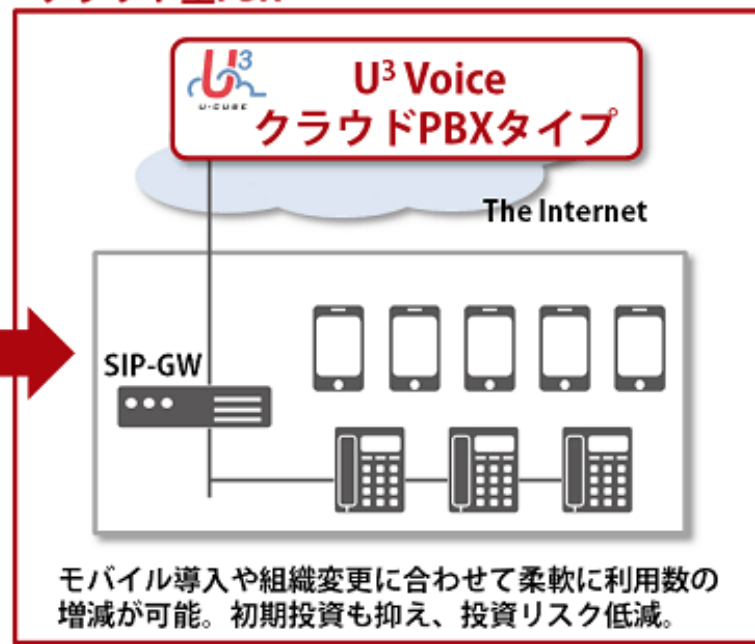 U³
U-CUBE
U³ Voice
クラウドPBXタイプ
The Internet
SIP-GW
モバイル導入や組織変更に合わせて柔軟に利用数の
増減が可能。初期投資も抑え、投資リスク低減。